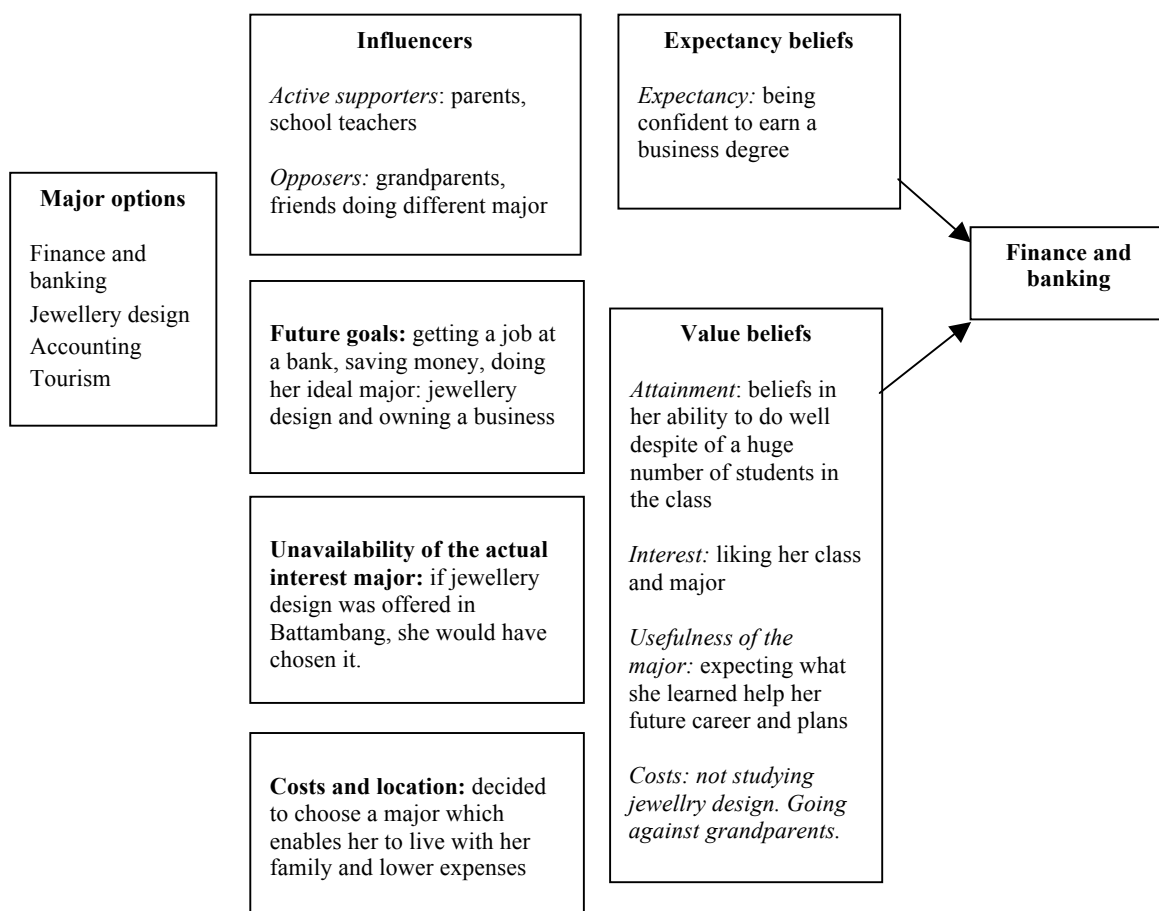 Major options
Finance and
banking
Jewellery design
Accounting
Tourism
Influencers
Active supporters: parents,
school teachers
Opposers: grandparents,
friends doing different major
Future goals: getting a job at
a bank, saving money, doing
her ideal major: jewellery
design and owning a business
Unavailability of the actual
interest major: if jewellery
design was offered in
Battambang, she would have
chosen it.
Costs and location: decided
to choose a major which
enables her to live with her
family and lower expenses
Expectancy beliefs
Expectancy: being
confident to earn a
business degree
Value beliefs
Attainment: beliefs in
her ability to do well
despite of a huge
number of students in
the class
Interest: liking her class
and major
Usefulness of the
major: expecting what
she learned help her
future career and plans
Costs: not studying
jewellry design. Going
against grandparents.
Finance and
banking